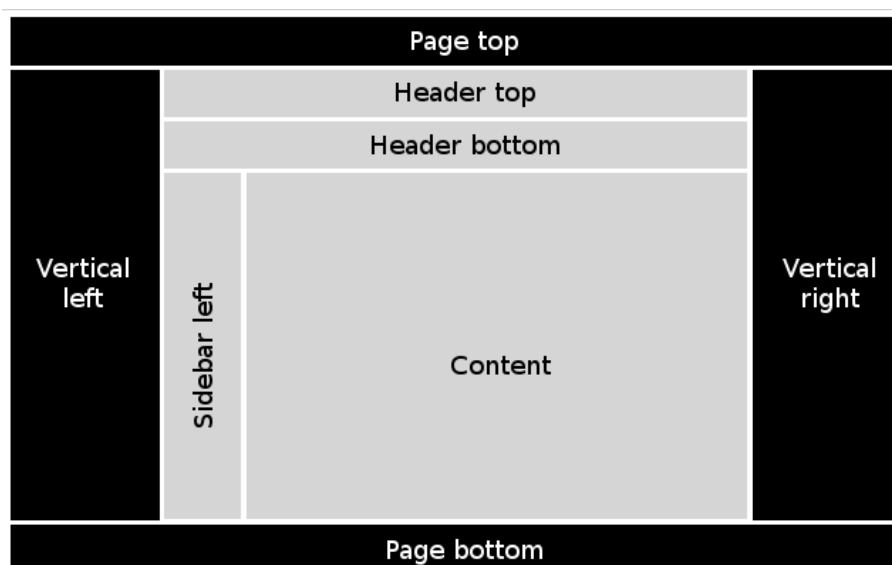 Page top
Header top
Header bottom
Vertical
left
Sidebar left
Content
Vertical
right
Page bottom